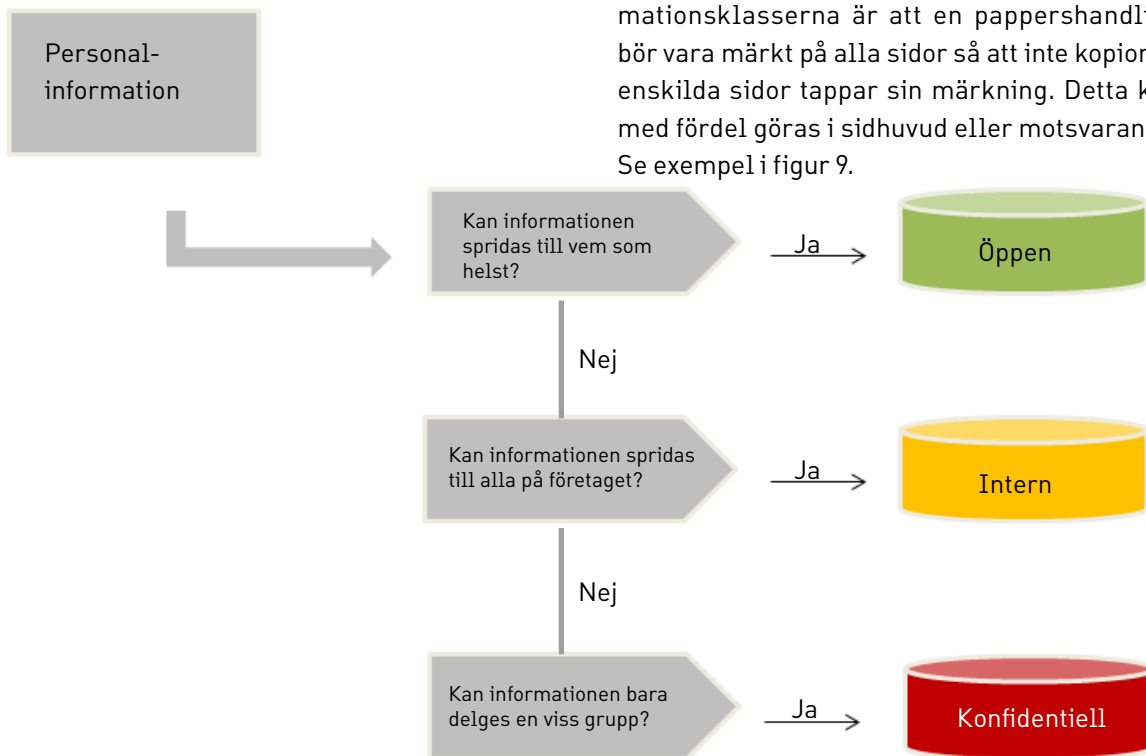 mationsklasserna är att en pappershandli
bör vara märkt på alla sidor så att inte kopior
enskilda sidor tappar sin märkning. Detta k
med fördel göras i sidhuvud eller motsvaran
Se exempel i figur 9.
Personal-
information
Kan informationen
spridas till vem som
helst?
Ja
Öppen
Nej
Kan informationen spridas
till alla på företaget?
Ja
Intern
Nej
Kan informationen bara
delges en viss grupp?
Ja
Konfidentiell